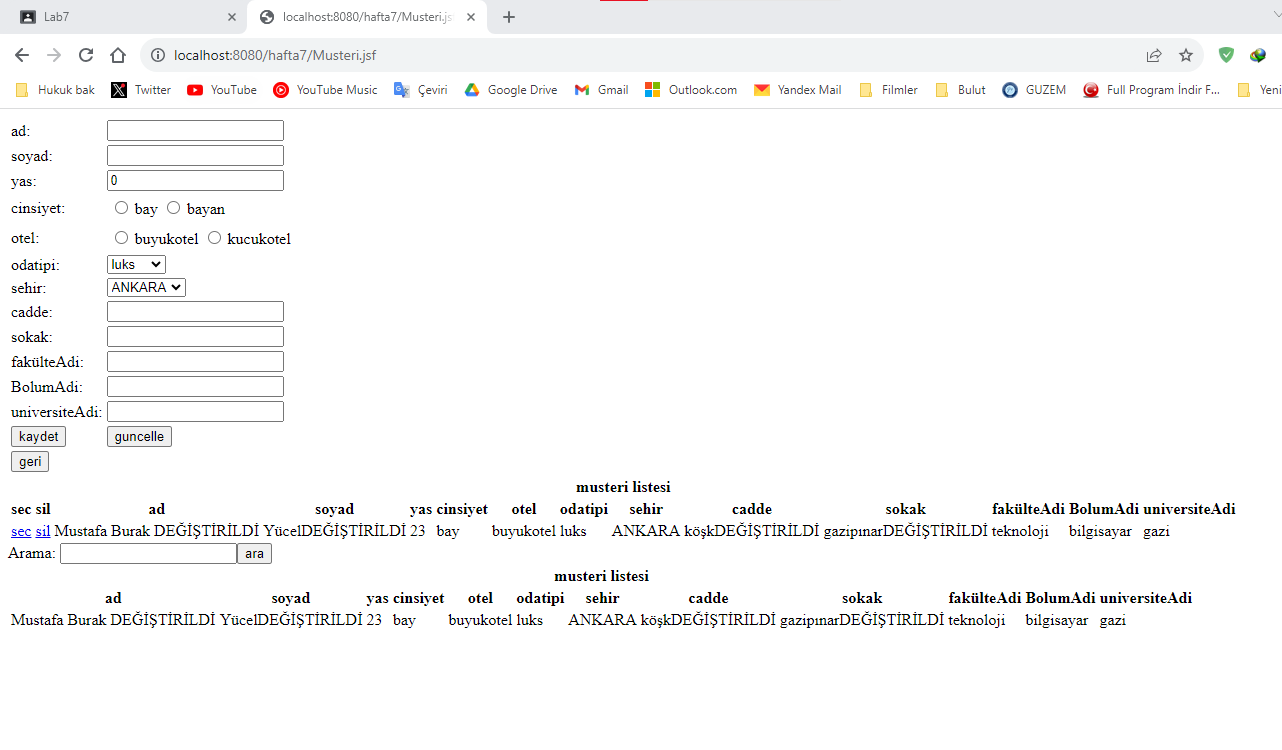 Lab7
localhost:8080/hafta7/Musteri.jsf
localhost:8080/hafta7/Musteri.jsf
Hukuk bak Twitter YouTube YouTube Music Çeviri Google Drive Gmail Outlook.com Yandex Mail Filmler Bulut GUZEM Full Program İndir F... Yeni
ad:
soyad:
yas: 0
cinsiyet: bay bayan
otel: buyukotel kucukotel
odatipi: luks
sehir: ANKARA
cadde:
sokak:
fakülteAdi:
BolumAdi:
universiteAdi:
kaydet guncelle
geri
musteri listesi
sec sil ad soyad yas cinsiyet otel odatipi sehir cadde sokak fakülteAdi BolumAdi universiteAdi
sec sil Mustafa Burak DEĞİŞTİRİLDİ YücelDEĞİŞTİRİLDİ 23 bay buyukotel luks ANKARA köşkDEĞİŞTİRİLDİ gazipınarDEĞİŞTİRİLDİ teknoloji bilgisayar gazi
Arama: ara
musteri listesi
ad soyad yas cinsiyet otel odatipi sehir cadde sokak fakülteAdi BolumAdi universiteAdi
Mustafa Burak DEĞİŞTİRİLDİ YücelDEĞİŞTİRİLDİ 23 bay buyukotel luks ANKARA köşkDEĞİŞTİRİLDİ gazipınarDEĞİŞTİRİLDİ teknoloji bilgisayar gazi